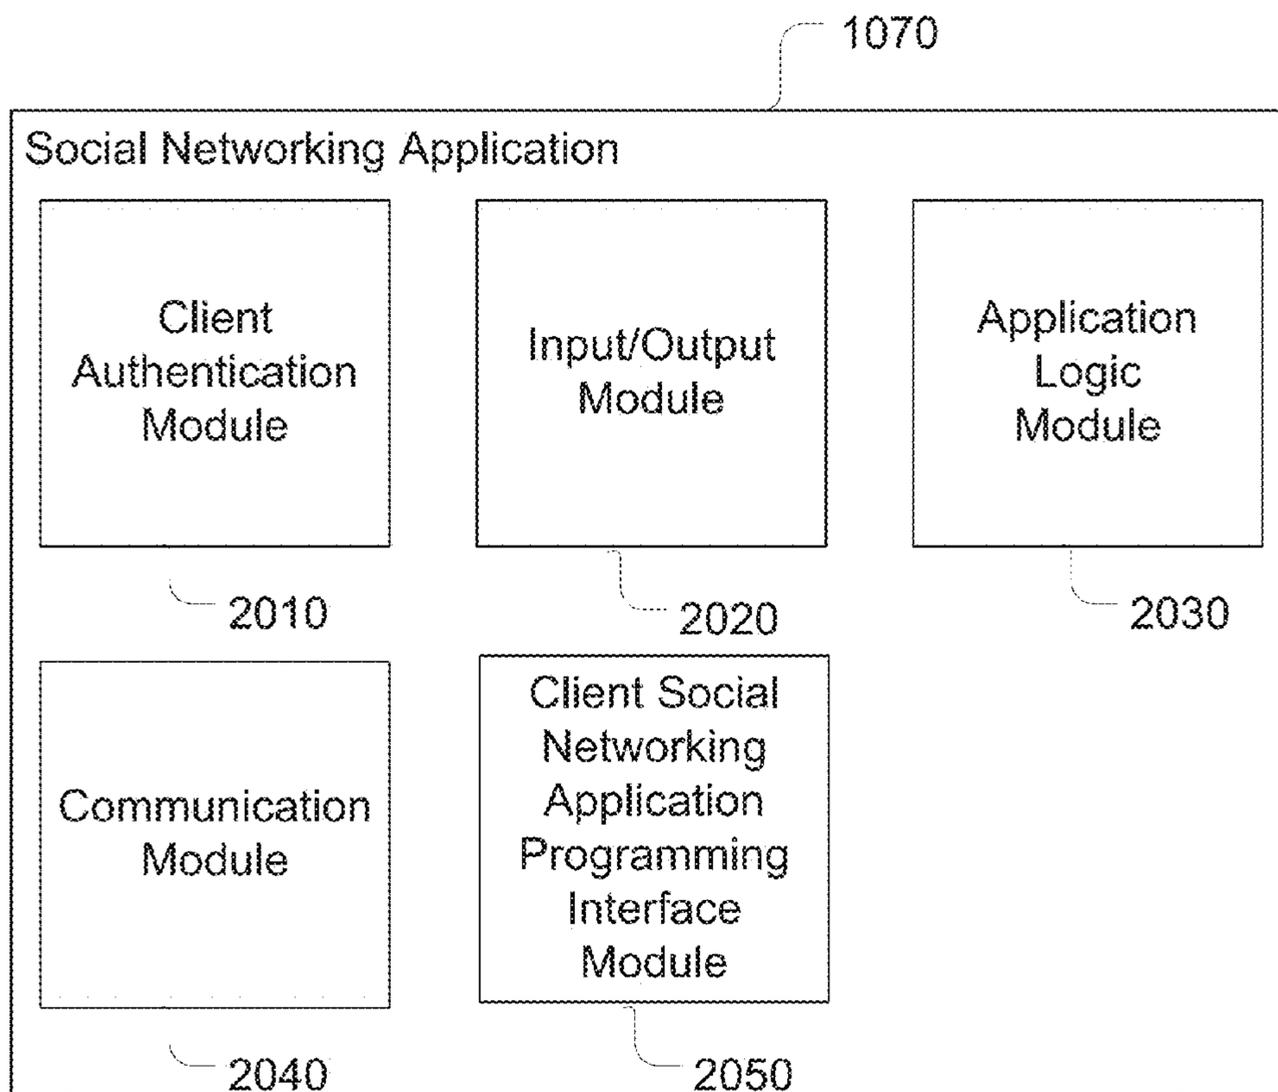 1070
Social Networking Application
Client
Authentication
Module
Input/Output
Module
Application
Logic
Module
2010
2020
2030
Communication
Module
Client Social
Networking
Application
Programming
Interface
Module
2040
2050